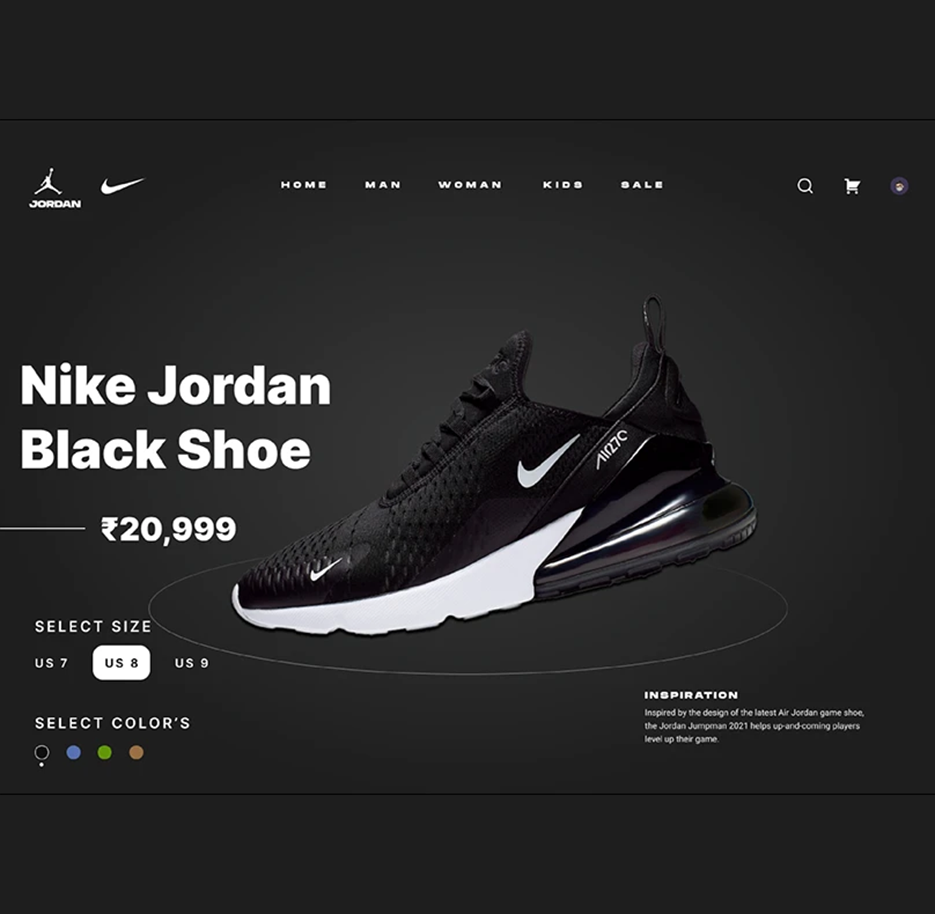 JORDAN
HOME MAN WOMAN KIDS SALE
Nike Jordan
Black Shoe
₹20,999
AIR270
SELECT SIZE
US 7 US 8 US 9
SELECT COLOR'S
INSPIRATION
Inspired by the design of the latest Air Jordan game shoe,
the Jordan Jumpman 2021 helps up-and-coming players
level up their game.